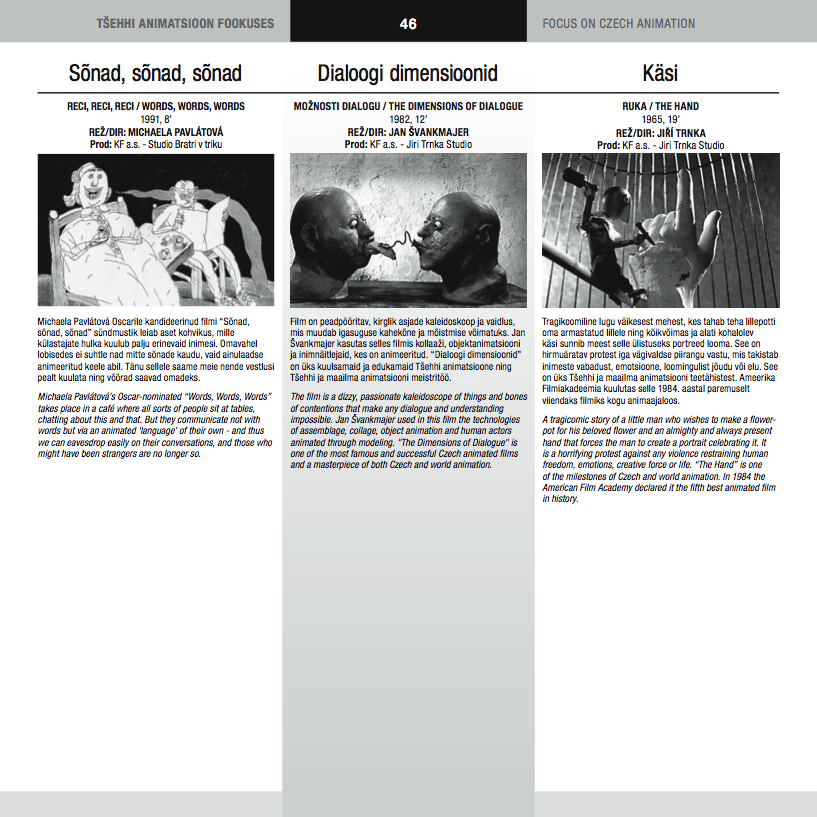 TŠEHHI ANIMATSIOON FOOKUSES
46
FOCUS ON CZECH ANIMATION
Sõnad, sõnad, sõnad
RECI, RECI, RECI / WORDS, WORDS, WORDS
1991, 8’
REŽ/DIR: MICHAELA PAVLÁTOVÁ
Prod: KF a.s. - Studio Bratri v triku
Michaela Pavlátová Oscarile kandideerinud filmi “Sõnad,
sõnad, sõnad” sündmustik leiab aset kohvikus, mille
külastajate hulka kuulub palju erinevaid inimesi. Omavahel
lobisedes ei suhtle nad mitte sõnade kaudu, vaid ainulaadse
animeeritud keele abil. Tänu sellele saame meie nende vestlusi
pealt kuulata ning võõrad saavad omadeks.
Michaela Pavlátová's Oscar-nominated “Words, Words, Words”
takes place in a café where all sorts of people sit at tables,
chatting about this and that. But they communicate not with
words but via an animated ‘language’ of their own - and thus
we can eavesdrop easily on their conversations, and those who
might have been strangers are no longer so.
Dialoogi dimensioonid
MOŽNOSTI DIALOGU / THE DIMENSIONS OF DIALOGUE
1982, 12’
REŽ/DIR: JAN ŠVANKMAJER
Prod: KF a.s. - Jiri Trnka Studio
Film on peadpööritav, kirglik asjade kaleidoskoop ja vaidlus,
mis muudab igasuguse kahekõne ja mõistmise võimatuks. Jan
Švankmajer kasutas selles filmis kollaaži, objektanimatsiooni
ja inimnäitlejaid, kes on animeeritud. “Dialoogi dimensioonid”
on üks kuulsamaid ja edukamaid Tšehhi animatsioone ning
Tšehhi ja maailma animatsiooni meistritöö.
The film is a dizzy, passionate kaleidoscope of things and bones
of contentions that make any dialogue and understanding
impossible. Jan Švankmajer used in this film the technologies
of assemblage, collage, object animation and human actors
animated through modeling. "The Dimensions of Dialogue" is
one of the most famous and successful Czech animated films
and a masterpiece of both Czech and world animation.
Käsi
RUKA / THE HAND
1965, 19’
REŽ/DIR: JIŘÍ TRNKA
Prod: KF a.s. - Jiri Trnka Studio
Tragikoomiline lugu väikesest mehest, kes tahab teha lillepotti
oma armastatud lillele ning kõikvõimas ja alati kohalolev
käsi sunnib meest selle ülistuseks portreed looma. See on
hirmuäratav protest iga vägivaldse piirangu vastu, mis takistab
inimeste vabadust, emotsioone, loomingulist jõudu või elu. See
on üks Tšehhi ja maailma animatsiooni teetähistest. Ameerika
Filmiakadeemia kuulutas selle 1984. aastal paremuselt
viiendaks filmiks kogu animaajaloos.
A tragicomic story of a little man who wishes to make a flower-
pot for his beloved flower and an almighty and always present
hand that forces the man to create a portrait celebrating it. It
is a horrifying protest against any violence restraining human
freedom, emotions, creative force or life. “The Hand” is one
of the milestones of Czech and world animation. In 1984 the
American Film Academy declared it the fifth best animated film
in history.